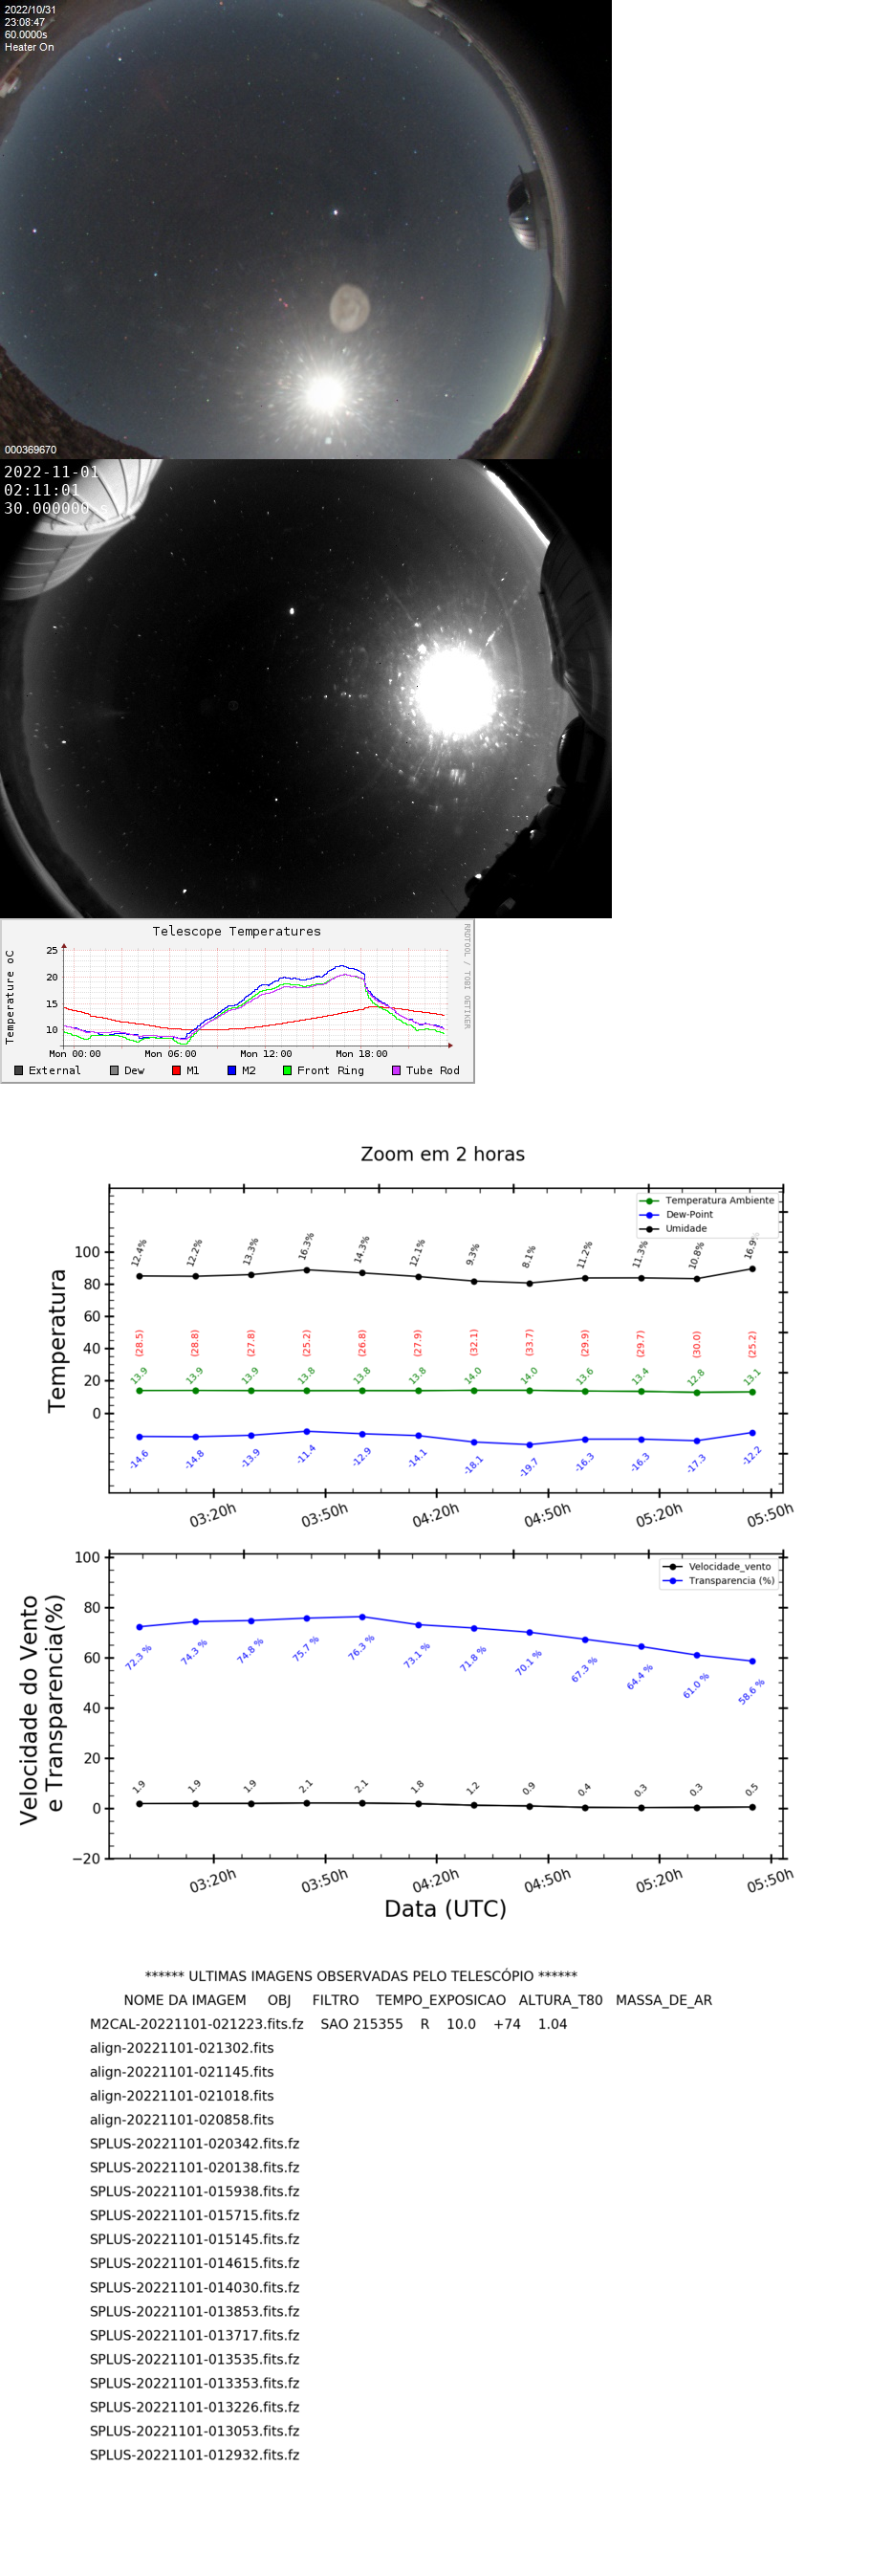 2022/10/31
23:08:47
60.0000s
Heater On
000369670
2022-11-01
02:11:01
30.000000 s
Telescope Temperatures
Temperature oC
RRDTOOL / TOBI OETIKER
25
20
15
10
Mon 00:00 Mon 06:00 Mon 12:00 Mon 18:00
External Dew M1 M2 Front Ring Tube Rod
Zoom em 2 horas
Temperatura
Temperatura Ambiente
Dew-Point
Umidade
100
80
60
40
20
0
12.4% 12.2% 13.3% 16.3% 14.3% 12.1% 9.3% 8.1% 11.2% 11.3% 10.8% 16.9%
(28.5) (28.8) (27.8) (25.2) (26.8) (27.9) (32.1) (33.7) (29.9) (29.7) (30.0) (25.2)
13.9 13.9 13.9 13.8 13.8 13.8 14.0 14.0 13.6 13.4 12.8 13.1
-14.6 -14.8 -13.9 -11.4 -12.9 -14.1 -18.1 -19.7 -16.3 -16.3 -17.3 -12.2
03:20h 03:50h 04:20h 04:50h 05:20h 05:50h
Velocidade do Vento
e Transparencia(%)
Velocidade_vento
Transparencia (%)
100
80
60
40
20
0
−20
72.3 % 74.3 % 74.8 % 75.7 % 76.3 % 73.1 % 71.8 % 70.1 % 67.3 % 64.4 % 61.0 % 58.6 %
1.9 1.9 1.9 2.1 2.1 1.8 1.2 0.9 0.4 0.3 0.3 0.5
03:20h 03:50h 04:20h 04:50h 05:20h 05:50h
Data (UTC)
****** ULTIMAS IMAGENS OBSERVADAS PELO TELESCÓPIO ******
NOME DA IMAGEM OBJ FILTRO TEMPO_EXPOSICAO ALTURA_T80 MASSA_DE_AR
M2CAL-20221101-021223.fits.fz SAO 215355 R 10.0 +74 1.04
align-20221101-021302.fits
align-20221101-021145.fits
align-20221101-021018.fits
align-20221101-020858.fits
SPLUS-20221101-020342.fits.fz
SPLUS-20221101-020138.fits.fz
SPLUS-20221101-015938.fits.fz
SPLUS-20221101-015715.fits.fz
SPLUS-20221101-015145.fits.fz
SPLUS-20221101-014615.fits.fz
SPLUS-20221101-014030.fits.fz
SPLUS-20221101-013853.fits.fz
SPLUS-20221101-013717.fits.fz
SPLUS-20221101-013535.fits.fz
SPLUS-20221101-013353.fits.fz
SPLUS-20221101-013226.fits.fz
SPLUS-20221101-013053.fits.fz
SPLUS-20221101-012932.fits.fz